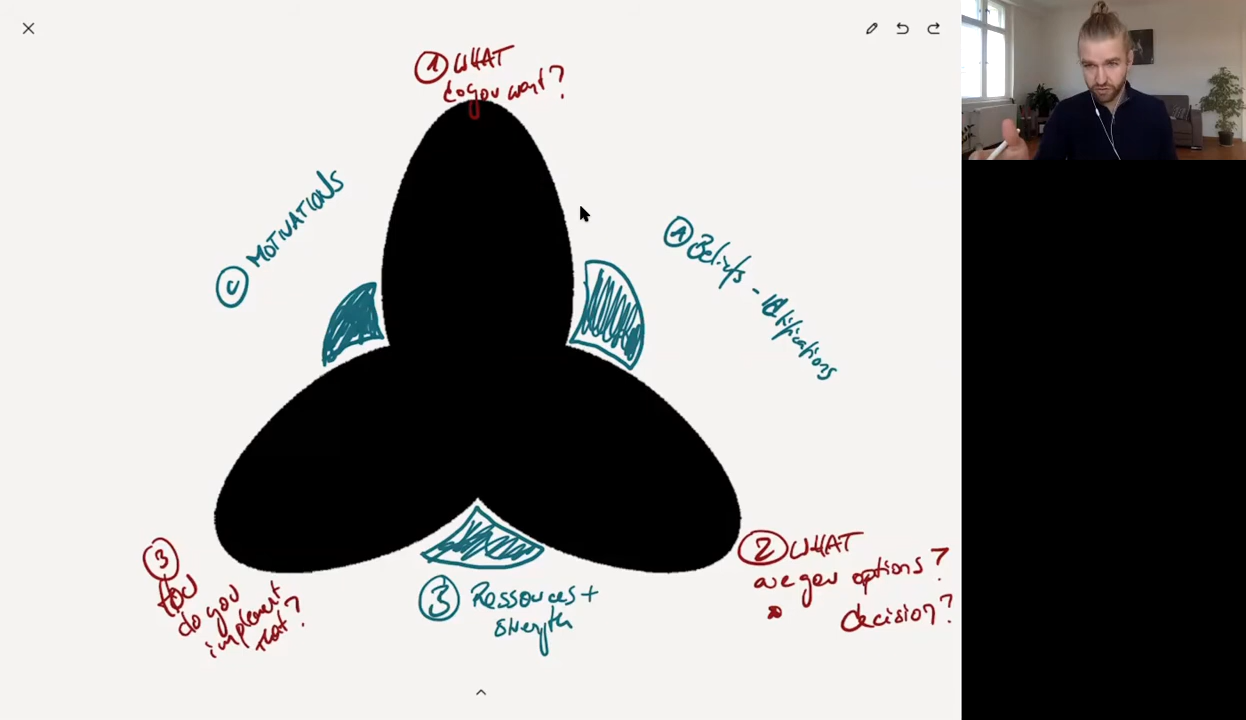 1 WHAT
do you want?
C MOTIVATIONS
A Beliefs - Identifications
2 WHAT
are your options?
decision?
3
do you
implement
that?
3 Ressources +
strength